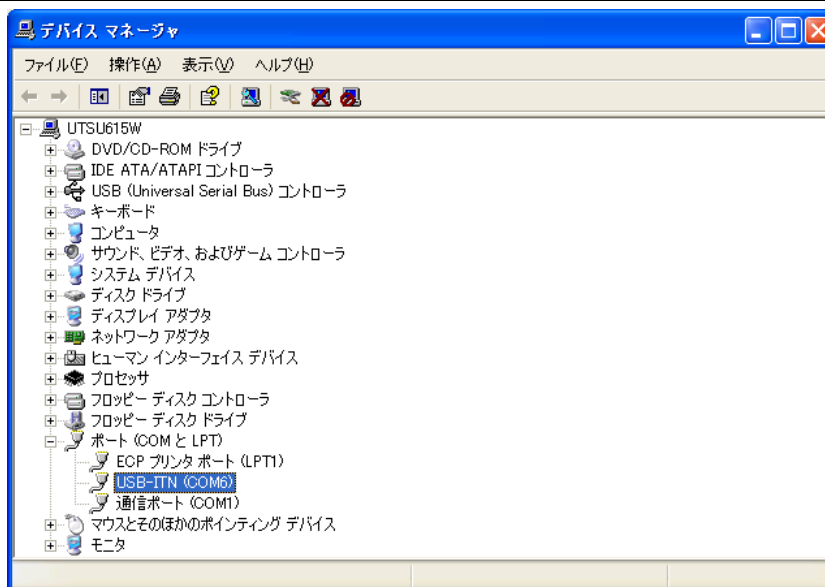 デバイス マネージャ
ファイル(F) 操作(A) 表示(V) ヘルプ(H)
UTSU615W
DVD/CD-ROM ドライブ
IDE ATA/ATAPI コントローラ
USB (Universal Serial Bus) コントローラ
キーボード
コンピュータ
サウンド、ビデオ、およびゲーム コントローラ
システム デバイス
ディスク ドライブ
ディスプレイ アダプタ
ネットワーク アダプタ
ヒューマン インターフェイス デバイス
プロセッサ
フロッピー ディスク コントローラ
フロッピー ディスク ドライブ
ポート (COM と LPT)
ECP プリンタ ポート (LPT1)
USB-ITN (COM6)
通信ポート (COM1)
マウスとそのほかのポインティング デバイス
モニタ